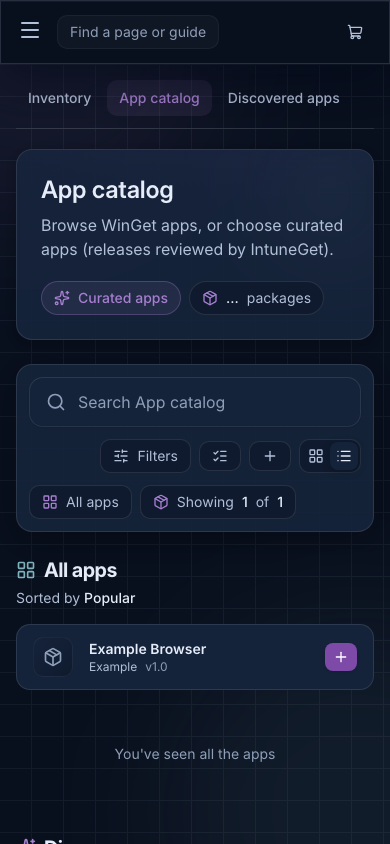 Find a page or guide
Inventory App catalog Discovered apps
App catalog
Browse WinGet apps, or choose curated
apps (releases reviewed by IntuneGet).
Curated apps ... packages
Search App catalog
Filters
All apps Showing 1 of 1
All apps
Sorted by Popular
Example Browser
Example v1.0
You've seen all the apps